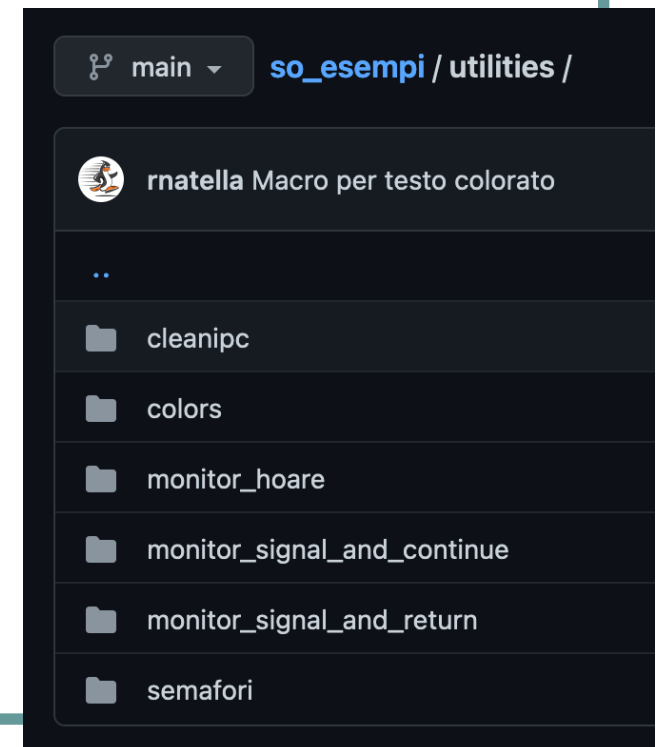 main so_esempi / utilities /
rnatella Macro per testo colorato
..
cleanipc
colors
monitor_hoare
monitor_signal_and_continue
monitor_signal_and_return
semafori